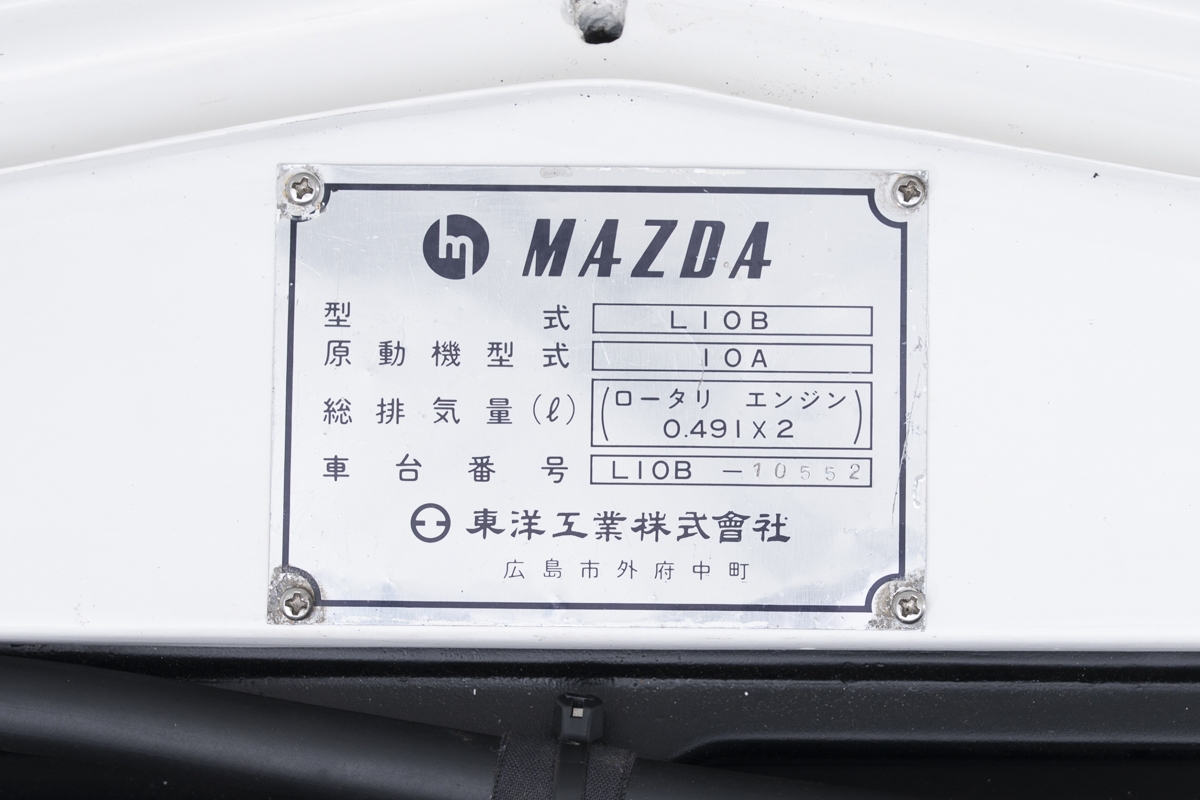 m MAZDA
型式 L10B
原動機型式 10A
総排気量(ℓ) (ロータリ エンジン
0.491X2)
車台番号 L10B -10552
東洋工業株式會社
広島市外府中町